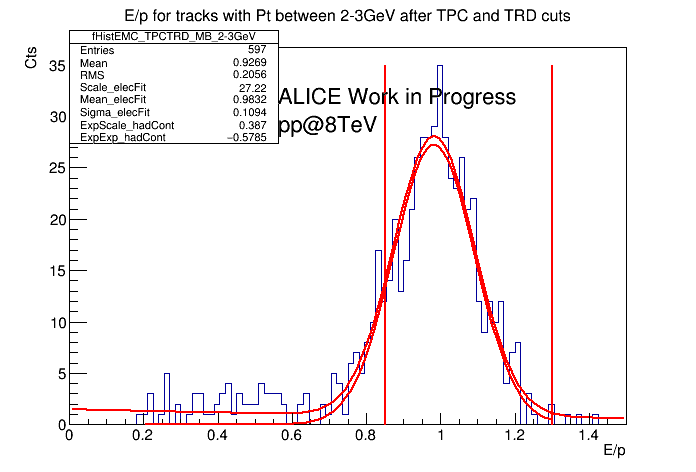 E/p for tracks with Pt between 2-3GeV after TPC and TRD cuts
fHistEMC_TPCTRD_MB_2-3GeV
Entries 597
Mean 0.9269
RMS 0.2056
Scale_elecFit 27.22
Mean_elecFit 0.9832
Sigma_elecFit 0.1094
ExpScale_hadCont 0.387
ExpExp_hadCont −0.5785
ALICE Work in Progress
pp@8TeV
Cts
35
30
25
20
15
10
5
0
0 0.2 0.4 0.6 0.8 1 1.2 1.4
E/p